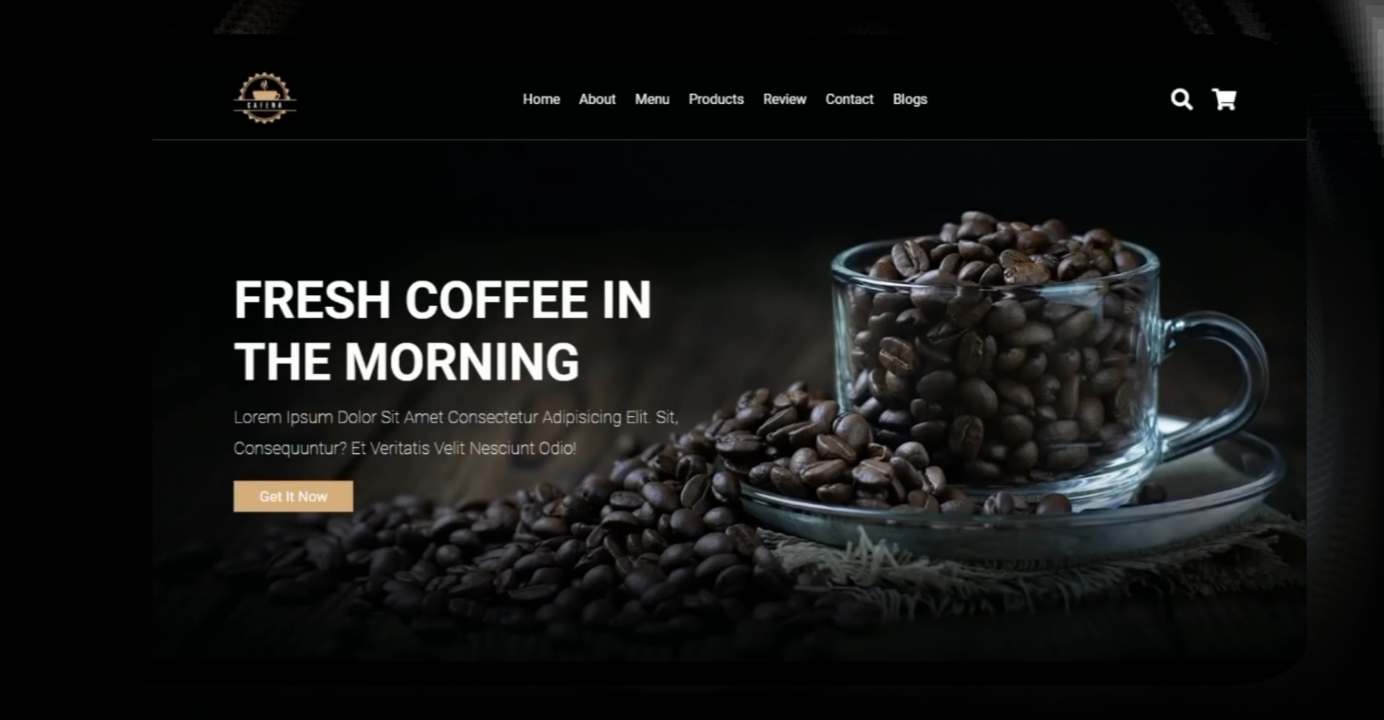 CAFENA
Home About Menu Products Review Contact Blogs
FRESH COFFEE IN
THE MORNING
Lorem Ipsum Dolor Sit Amet Consectetur Adipisicing Elit. Sit,
Consequuntur? Et Veritatis Velit Nesciunt Odio!
Get It Now